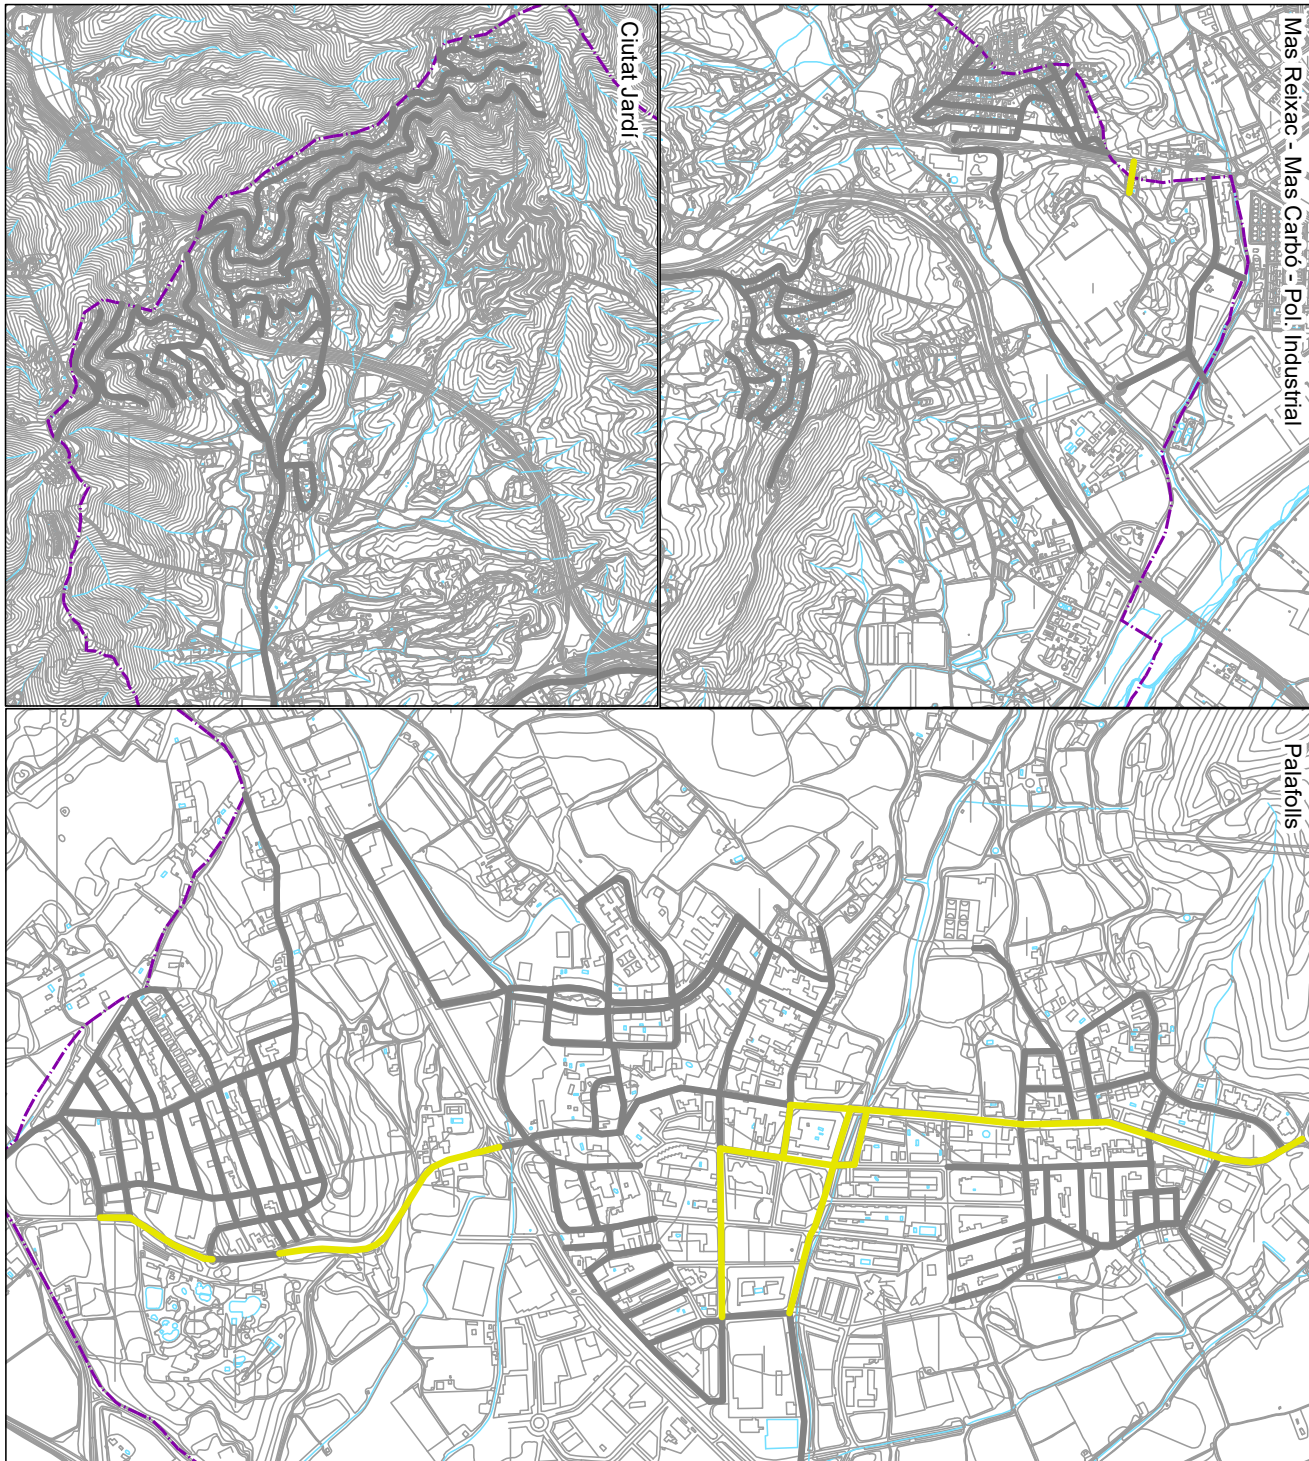 Ciutat Jardí
Mas Reixac - Mas Carbó - Pol. Industrial
Palafolls